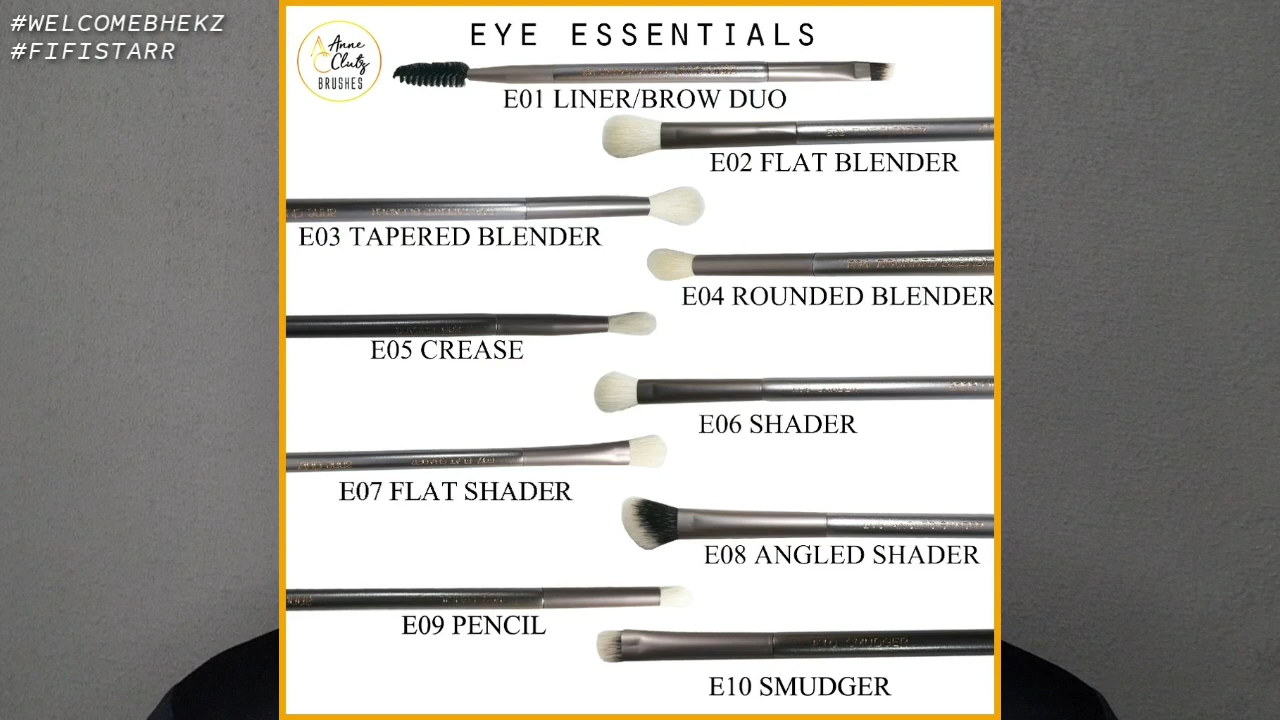 #WELCOMEBHEKZ
#FIFISTARR
EYE ESSENTIALS
Anne
Clutz
BRUSHES
E01 LINER/BROW DUO
E02 FLAT BLENDER
E03 TAPERED BLENDER
E04 ROUNDED BLENDER
E05 CREASE
E06 SHADER
E07 FLAT SHADER
E08 ANGLED SHADER
E09 PENCIL
E10 SMUDGER